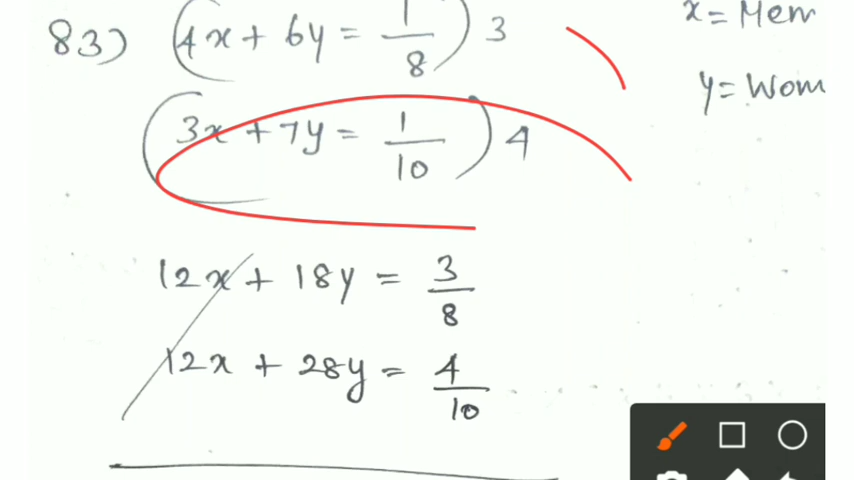 83) (4x + 6y = 1/8) 3
x = Men
(3x + 7y = 1/10) 4
y = Wom
12x + 18y = 3/8
12x + 28y = 4/10